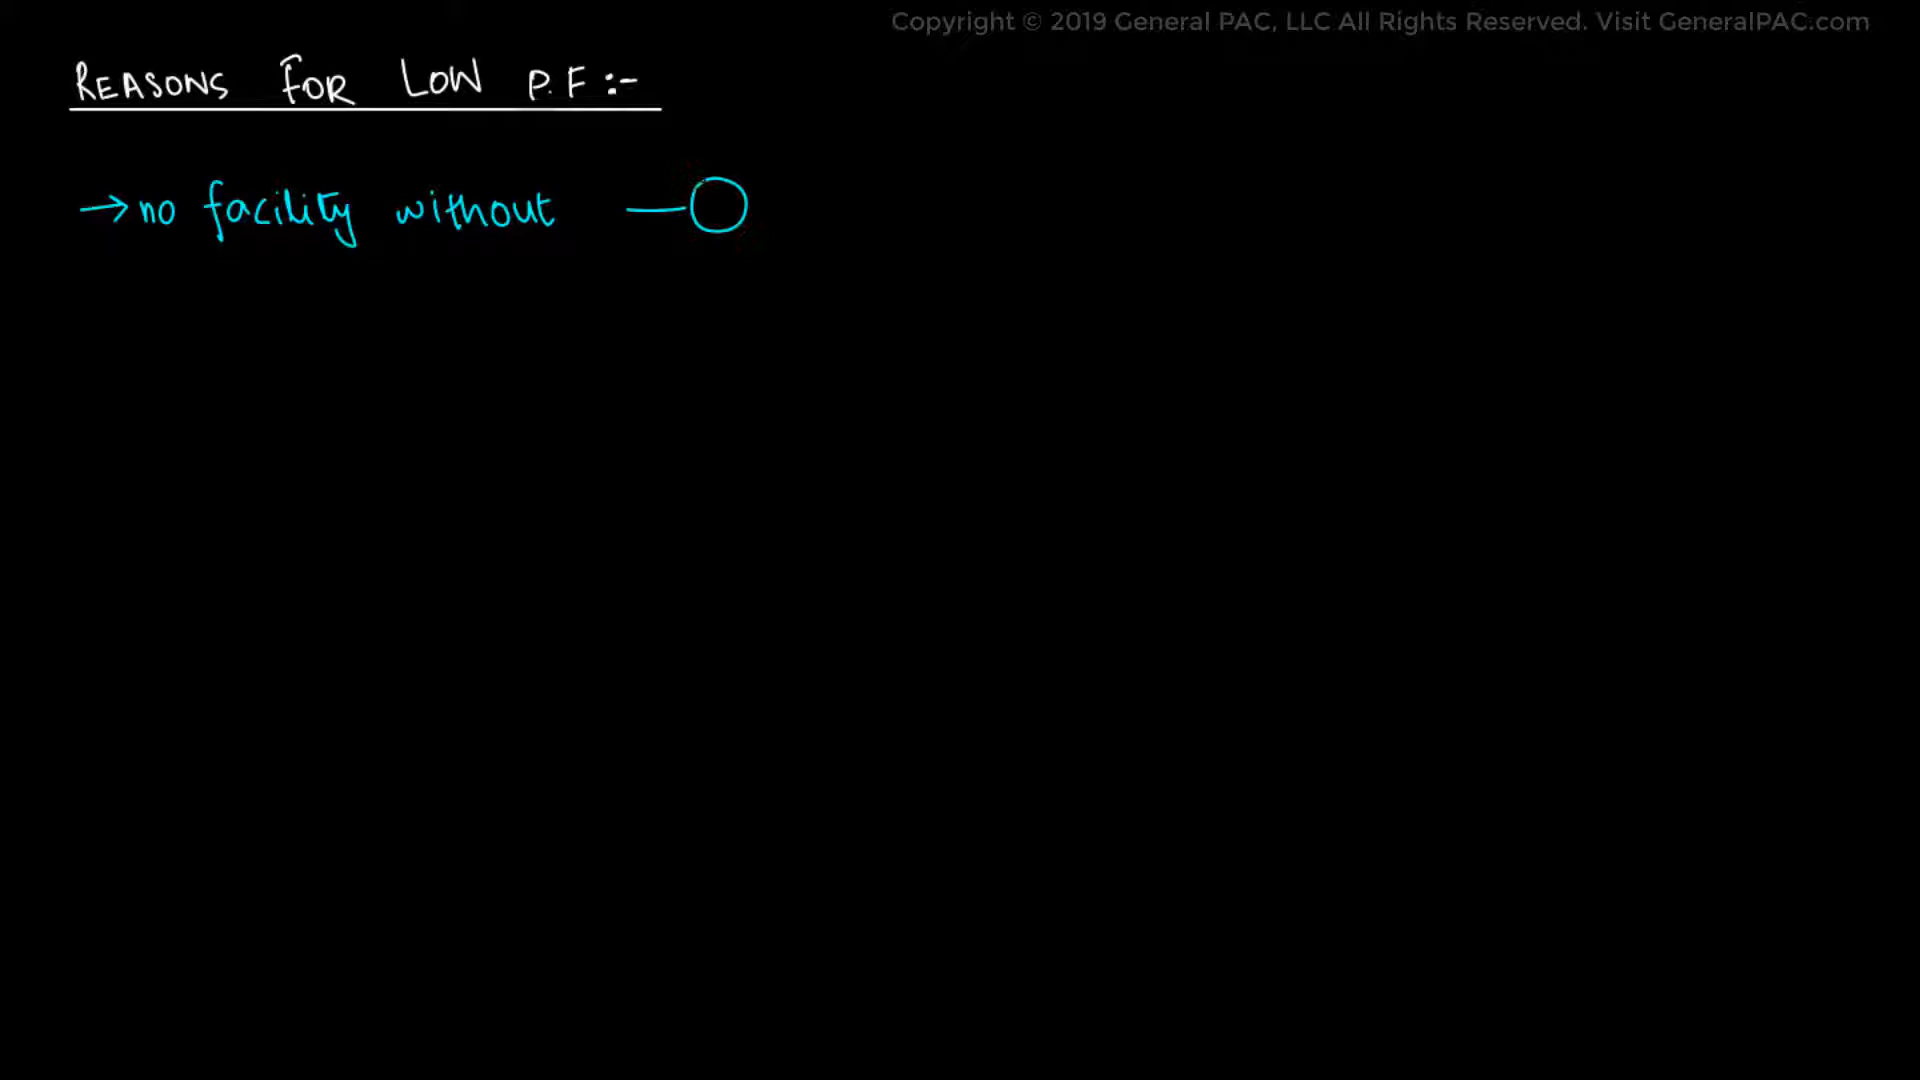 Copyright © 2019 General PAC, LLC All Rights Reserved. Visit GeneralPAC.com
REASONS FOR LOW P.F :-
→ no facility without